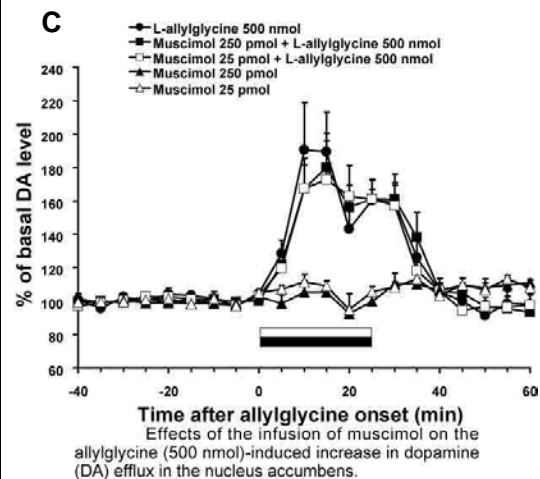 C
L-allylglycine 500 nmol
Muscimol 250 pmol + L-allylglycine 500 nmol
Muscimol 25 pmol + L-allylglycine 500 nmol
Muscimol 250 pmol
Muscimol 25 pmol
% of basal DA level
240
220
200
180
160
140
120
100
80
60
-40 -20 0 20 40 60
Time after allylglycine onset (min)
Effects of the infusion of muscimol on the
allylglycine (500 nmol)-induced increase in dopamine
(DA) efflux in the nucleus accumbens.